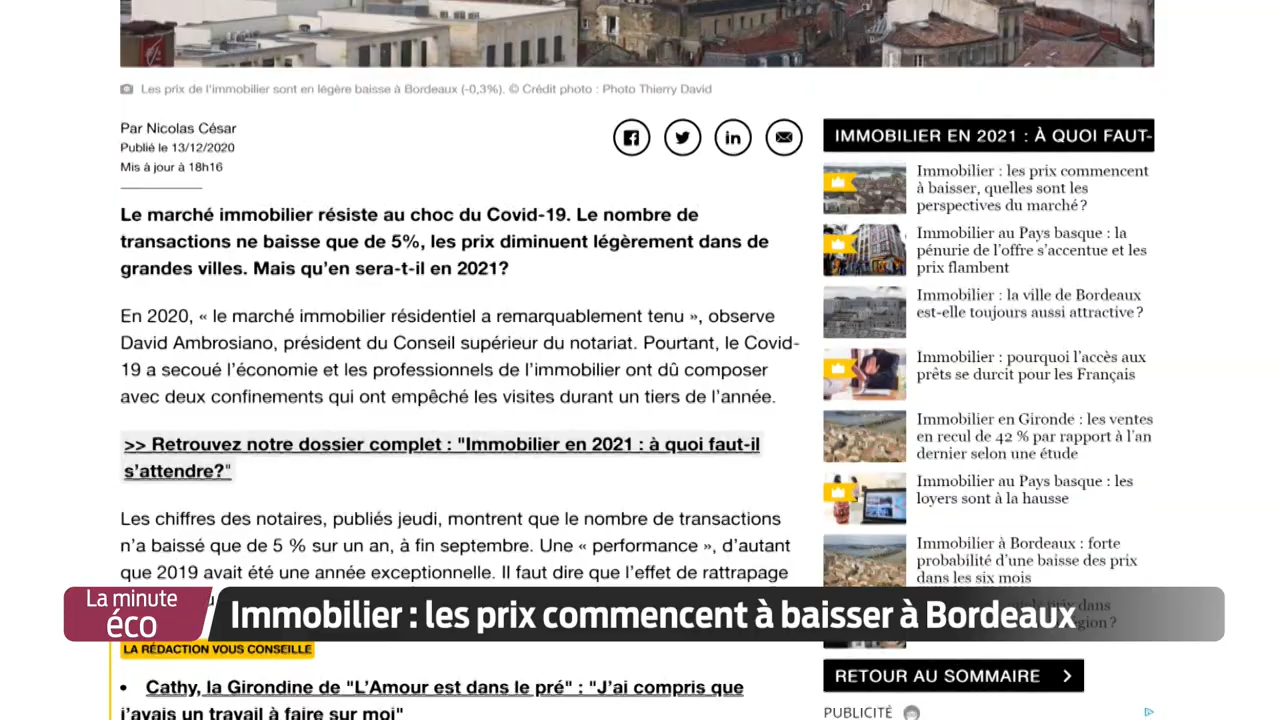 Les prix de l'immobilier sont en légère baisse à Bordeaux (-0,3%). © Crédit photo : Photo Thierry David
Par Nicolas César
Publié le 13/12/2020
Mis à jour à 18h16
Le marché immobilier résiste au choc du Covid-19. Le nombre de
transactions ne baisse que de 5%, les prix diminuent légèrement dans de
grandes villes. Mais qu'en sera-t-il en 2021?
En 2020, « le marché immobilier résidentiel a remarquablement tenu », observe
David Ambrosiano, président du Conseil supérieur du notariat. Pourtant, le Covid-
19 a secoué l'économie et les professionnels de l'immobilier ont dû composer
avec deux confinements qui ont empêché les visites durant un tiers de l'année.
>> Retrouvez notre dossier complet : "Immobilier en 2021 : à quoi faut-il
s'attendre?"
Les chiffres des notaires, publiés jeudi, montrent que le nombre de transactions
n'a baissé que de 5 % sur un an, à fin septembre. Une « performance », d'autant
que 2019 avait été une année exceptionnelle. Il faut dire que l'effet de rattrapage
LA RÉDACTION VOUS CONSEILLE
• Cathy, la Girondine de "L'Amour est dans le pré" : "J'ai compris que
j'avais un travail à faire sur moi"
IMMOBILIER EN 2021 : À QUOI FAUT-
Immobilier : les prix commencent
à baisser, quelles sont les
perspectives du marché ?
Immobilier au Pays basque : la
pénurie de l'offre s'accentue et les
prix flambent
Immobilier : la ville de Bordeaux
est-elle toujours aussi attractive ?
Immobilier : pourquoi l'accès aux
prêts se durcit pour les Français
Immobilier en Gironde : les ventes
en recul de 42 % par rapport à l'an
dernier selon une étude
Immobilier au Pays basque : les
loyers sont à la hausse
Immobilier à Bordeaux : forte
probabilité d'une baisse des prix
dans les six mois
prix dans
région ?
RETOUR AU SOMMAIRE
PUBLICITÉ
La minute
éco
Immobilier : les prix commencent à baisser à Bordeaux